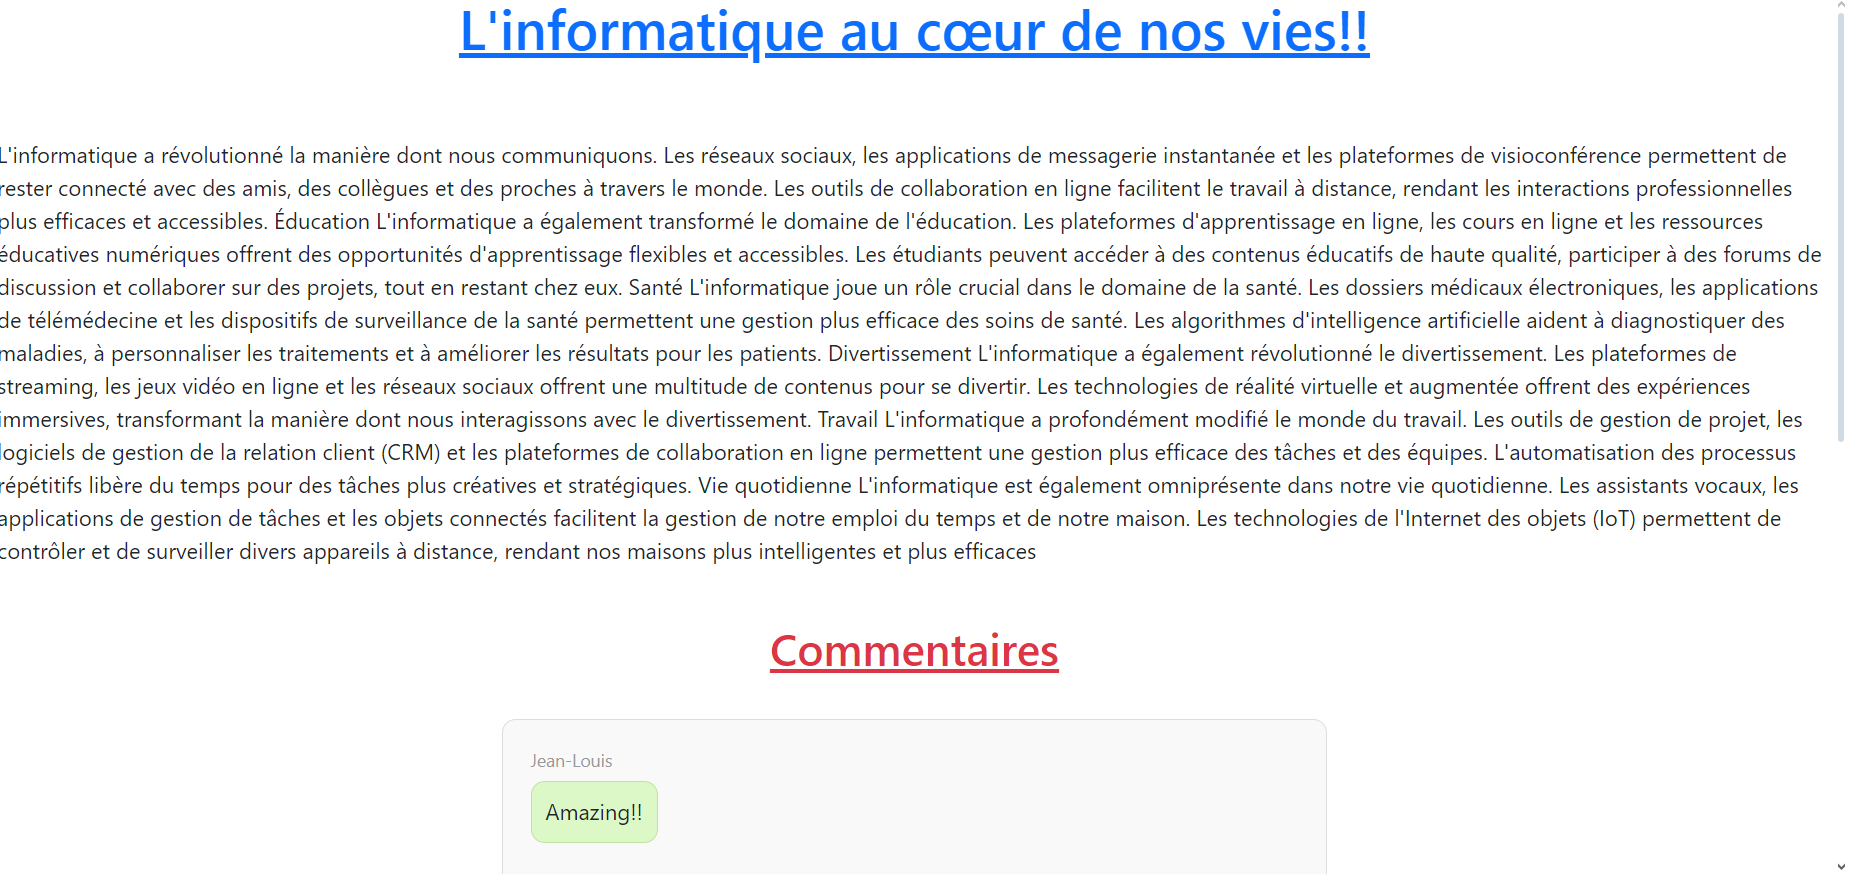 L'informatique au cœur de nos vies!!
L'informatique a révolutionné la manière dont nous communiquons. Les réseaux sociaux, les applications de messagerie instantanée et les plateformes de visioconférence permettent de
rester connecté avec des amis, des collègues et des proches à travers le monde. Les outils de collaboration en ligne facilitent le travail à distance, rendant les interactions professionnelles
plus efficaces et accessibles. Éducation L'informatique a également transformé le domaine de l'éducation. Les plateformes d'apprentissage en ligne, les cours en ligne et les ressources
éducatives numériques offrent des opportunités d'apprentissage flexibles et accessibles. Les étudiants peuvent accéder à des contenus éducatifs de haute qualité, participer à des forums de
discussion et collaborer sur des projets, tout en restant chez eux. Santé L'informatique joue un rôle crucial dans le domaine de la santé. Les dossiers médicaux électroniques, les applications
de télémédecine et les dispositifs de surveillance de la santé permettent une gestion plus efficace des soins de santé. Les algorithmes d'intelligence artificielle aident à diagnostiquer des
maladies, à personnaliser les traitements et à améliorer les résultats pour les patients. Divertissement L'informatique a également révolutionné le divertissement. Les plateformes de
streaming, les jeux vidéo en ligne et les réseaux sociaux offrent une multitude de contenus pour se divertir. Les technologies de réalité virtuelle et augmentée offrent des expériences
immersives, transformant la manière dont nous interagissons avec le divertissement. Travail L'informatique a profondément modifié le monde du travail. Les outils de gestion de projet, les
logiciels de gestion de la relation client (CRM) et les plateformes de collaboration en ligne permettent une gestion plus efficace des tâches et des équipes. L'automatisation des processus
répétitifs libère du temps pour des tâches plus créatives et stratégiques. Vie quotidienne L'informatique est également omniprésente dans notre vie quotidienne. Les assistants vocaux, les
applications de gestion de tâches et les objets connectés facilitent la gestion de notre emploi du temps et de notre maison. Les technologies de l'Internet des objets (IoT) permettent de
contrôler et de surveiller divers appareils à distance, rendant nos maisons plus intelligentes et plus efficaces
Commentaires
Jean-Louis
Amazing!!